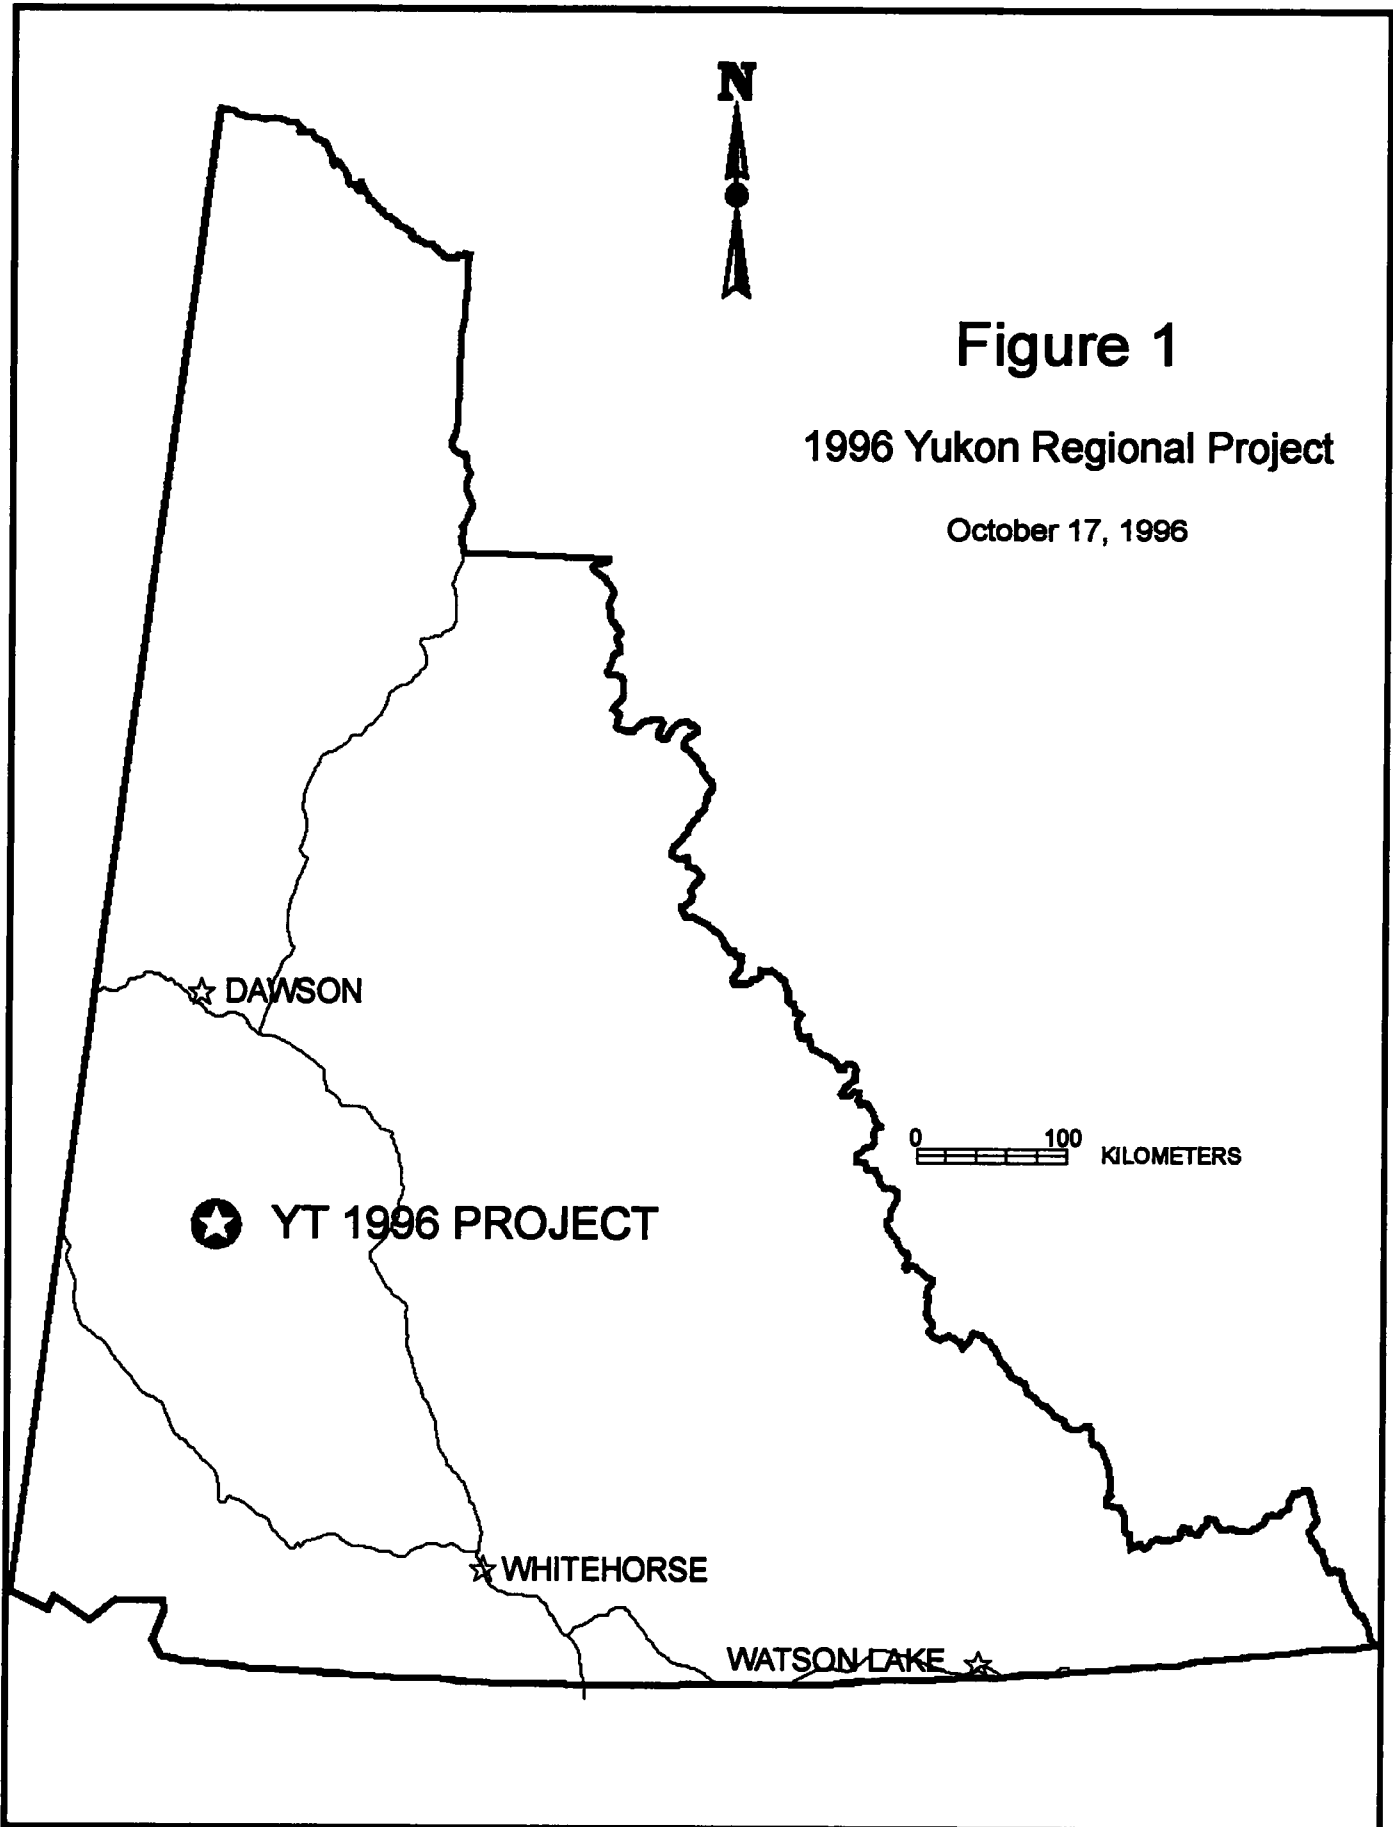 N
Figure 1
1996 Yukon Regional Project
October 17, 1996
DAWSON
0 100 KILOMETERS
YT 1996 PROJECT
WHITEHORSE
WATSON LAKE